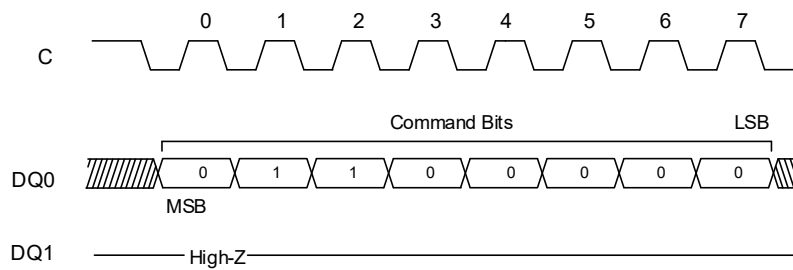 0 1 2 3 4 5 6 7
C
Command Bits LSB
DQ0 0 1 1 0 0 0 0 0
MSB
DQ1 High-Z